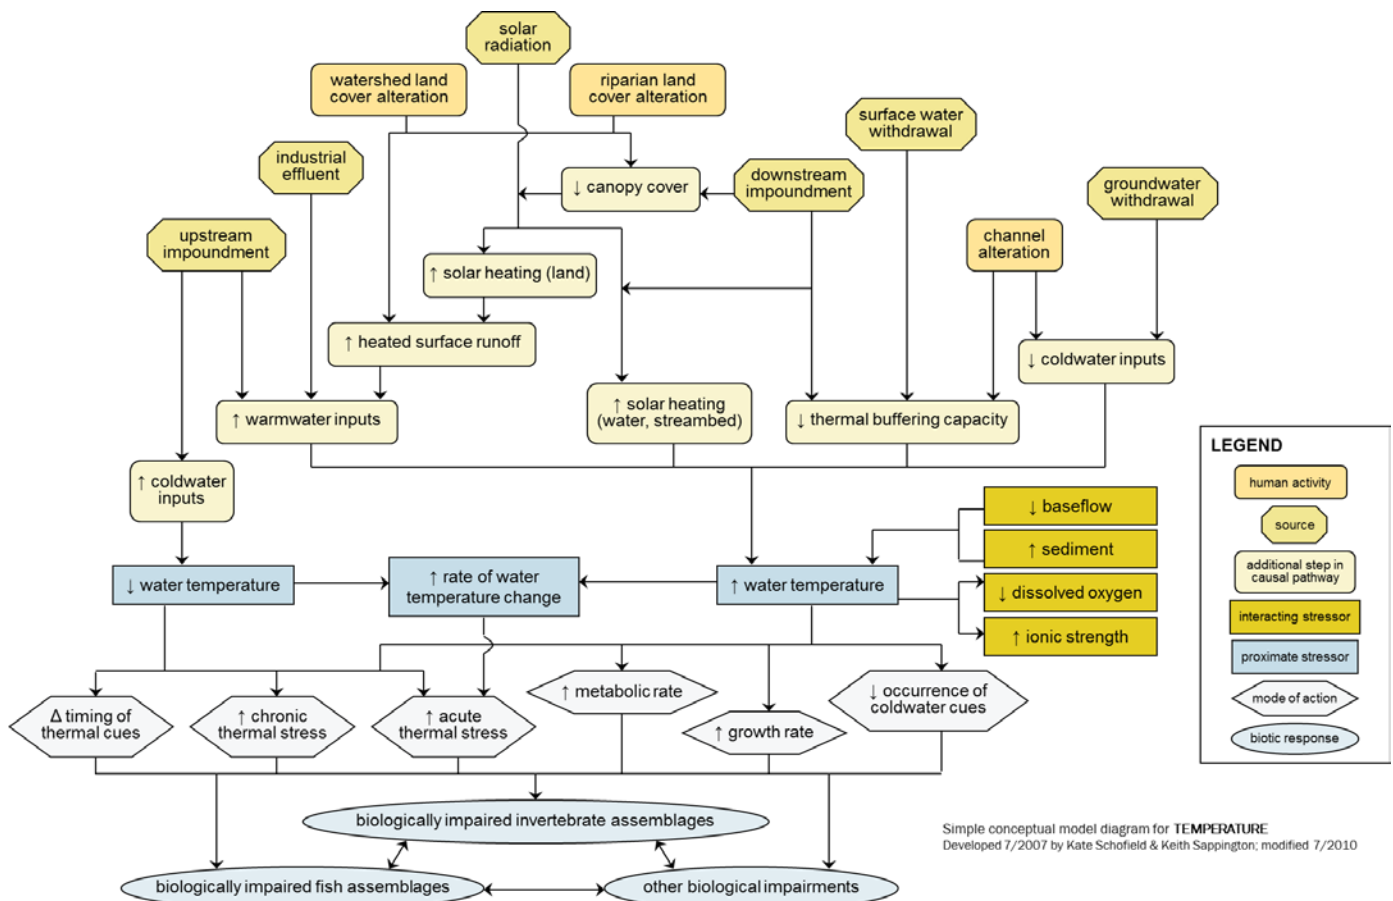 solar
radiation
watershed land
cover alteration
riparian land
cover alteration
surface water
withdrawal
industrial
effluent
↓ canopy cover
downstream
impoundment
groundwater
withdrawal
upstream
impoundment
channel
alteration
↑ solar heating (land)
↑ heated surface runoff
↓ coldwater inputs
↑ warmwater inputs
↑ solar heating
(water, streambed)
↓ thermal buffering capacity
↑ coldwater
inputs
↓ baseflow
↑ sediment
↓ water temperature
↑ rate of water
temperature change
↑ water temperature
↓ dissolved oxygen
↑ ionic strength
Δ timing of
thermal cues
↑ chronic
thermal stress
↑ acute
thermal stress
↑ metabolic rate
↑ growth rate
↓ occurrence of
coldwater cues
biologically impaired invertebrate assemblages
biologically impaired fish assemblages
other biological impairments
LEGEND
human activity
source
additional step in
causal pathway
interacting stressor
proximate stressor
mode of action
biotic response
Simple conceptual model diagram for TEMPERATURE
Developed 7/2007 by Kate Schofield & Keith Sappington; modified 7/2010